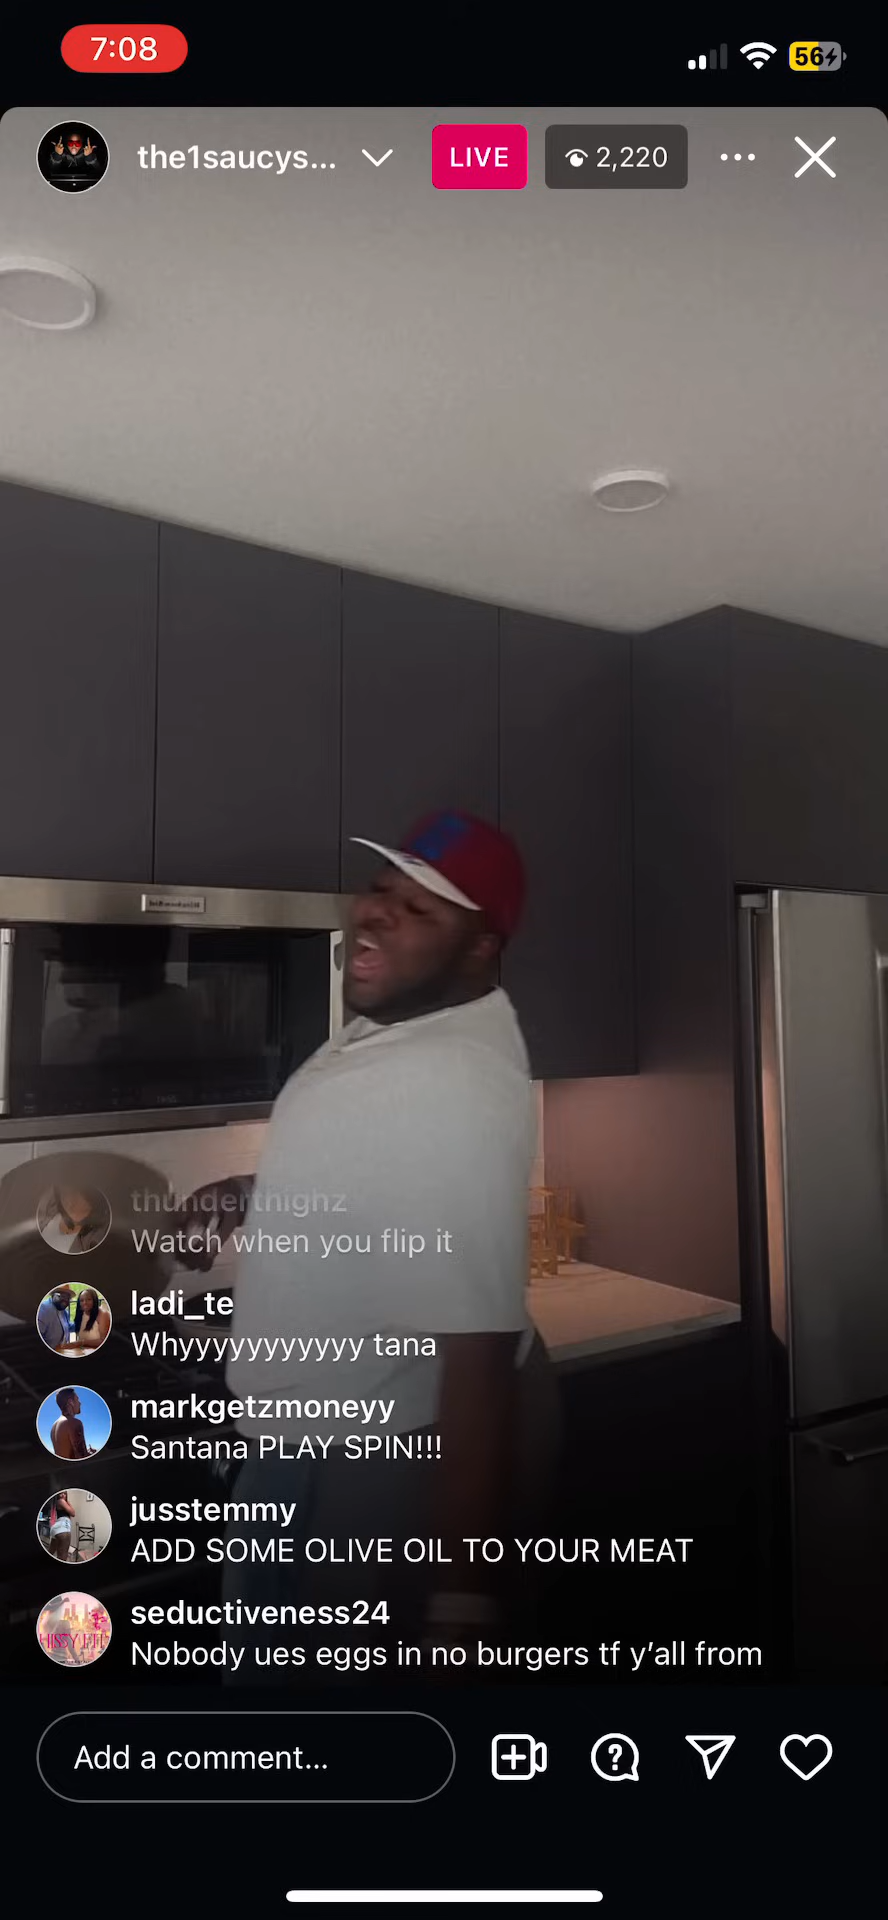 7:08
56
the1saucys...
LIVE
2,220
thunderthighz
Watch when you flip it
ladi_te
Whyyyyyyyyyyy tana
markgetzmoneyy
Santana PLAY SPIN!!!
jusstemmy
ADD SOME OLIVE OIL TO YOUR MEAT
seductiveness24
Nobody ues eggs in no burgers tf y'all from
Add a comment...